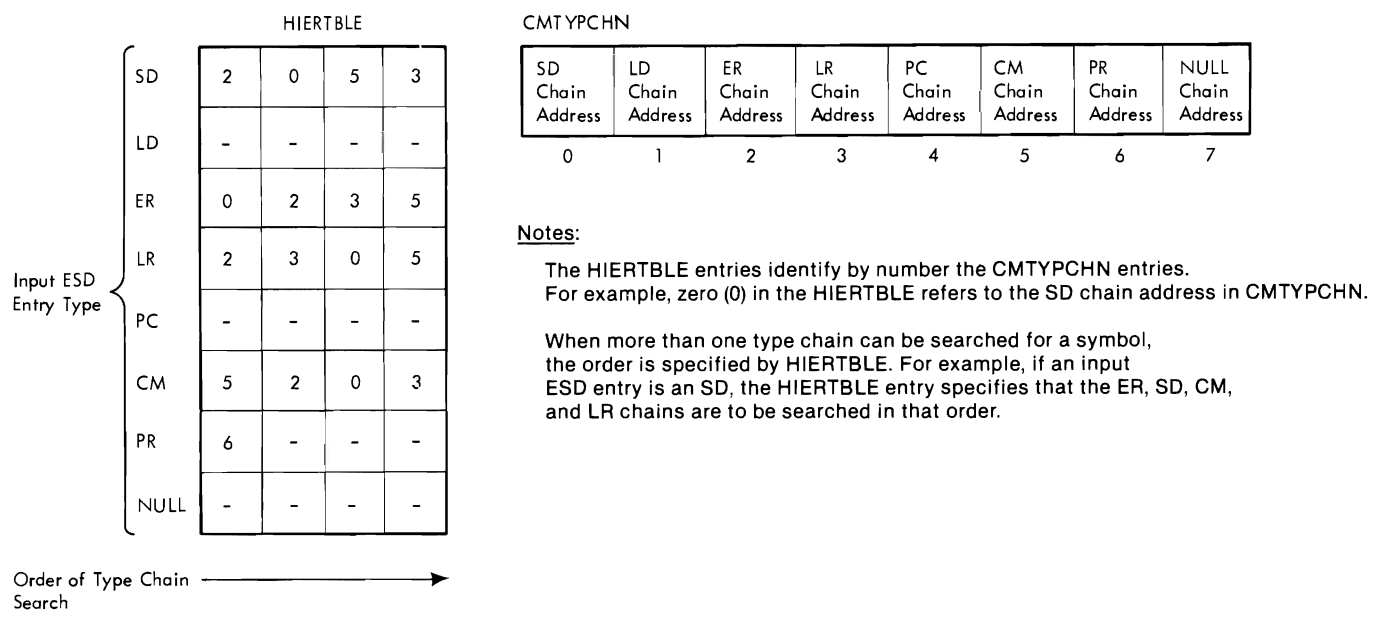 HIERTBLE
SD 2 0 5 3
LD - - - -
ER 0 2 3 5
LR 2 3 0 5
Input ESD
Entry Type
PC - - - -
CM 5 2 0 3
PR 6 - - -
NULL - - - -
Order of Type Chain
Search
CMTYPCHN
SD Chain Address
LD Chain Address
ER Chain Address
LR Chain Address
PC Chain Address
CM Chain Address
PR Chain Address
NULL Chain Address
0 1 2 3 4 5 6 7
Notes:
The HIERTBLE entries identify by number the CMTYPCHN entries.
For example, zero (0) in the HIERTBLE refers to the SD chain address in CMTYPCHN.
When more than one type chain can be searched for a symbol,
the order is specified by HIERTBLE. For example, if an input
ESD entry is an SD, the HIERTBLE entry specifies that the ER, SD, CM,
and LR chains are to be searched in that order.